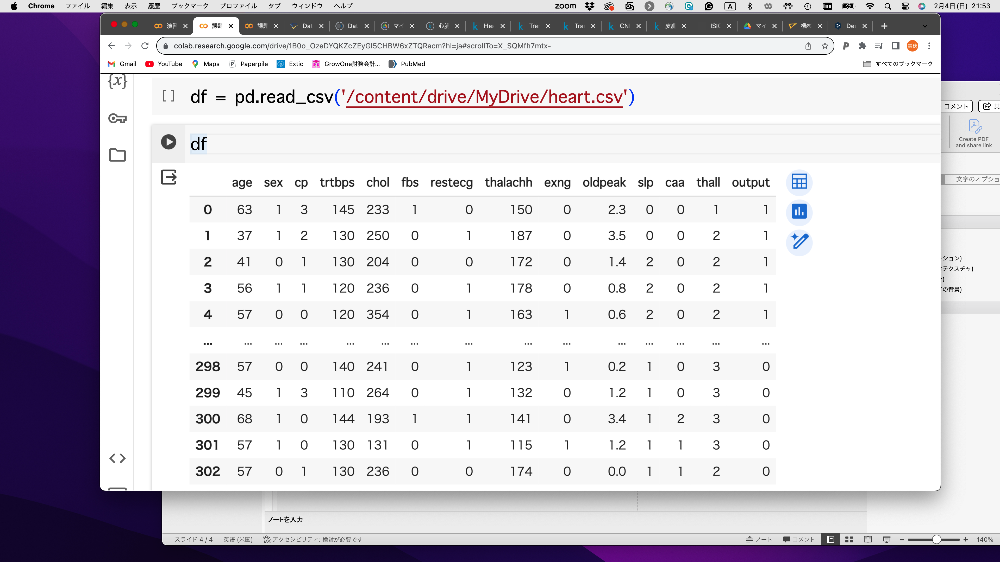 Chrome ファイル 編集 表示 履歴 ブックマーク プロファイル タブ ウィンドウ ヘルプ zoom A 2月4日(日) 21:53
演習 課題 課題 Dat Dat マイ 心臓 Hea Tra Tra CN 皮膚 ISIC マイ 機械 De
colab.research.google.com/drive/1B0o_OzeDYQKZcZEyGl5CHBW6xZTQRacm?hl=ja#scrollTo=X_SQMfh7mtx- 美穂
Gmail YouTube Maps Paperpile Extic GrowOne財務会計... PubMed すべてのブックマーク
{x}
[ ] df = pd.read_csv('/content/drive/MyDrive/heart.csv')
df
age sex cp trtbps chol fbs restecg thalachh exng oldpeak slp caa thall output
0 63 1 3 145 233 1 0 150 0 2.3 0 0 1 1
1 37 1 2 130 250 0 1 187 0 3.5 0 0 2 1
2 41 0 1 130 204 0 0 172 0 1.4 2 0 2 1
3 56 1 1 120 236 0 1 178 0 0.8 2 0 2 1
4 57 0 0 120 354 0 1 163 1 0.6 2 0 2 1
... ... ... ... ... ... ... ... ... ... ... ... ... ... ...
298 57 0 0 140 241 0 1 123 1 0.2 1 0 3 0
299 45 1 3 110 264 0 1 132 0 1.2 1 0 3 0
300 68 1 0 144 193 1 1 141 0 3.4 1 2 3 0
301 57 1 0 130 131 0 1 115 1 1.2 1 1 3 0
302 57 0 1 130 236 0 0 174 0 0.0 1 1 2 0
コメント 共
Create PDF
and share link
文字のオプショ
ーション)
はテクスチャ)
)
の背景)
ノートを入力
スライド 4 / 4 英語 (米国) アクセシビリティ: 検討が必要です ノート コメント 140%